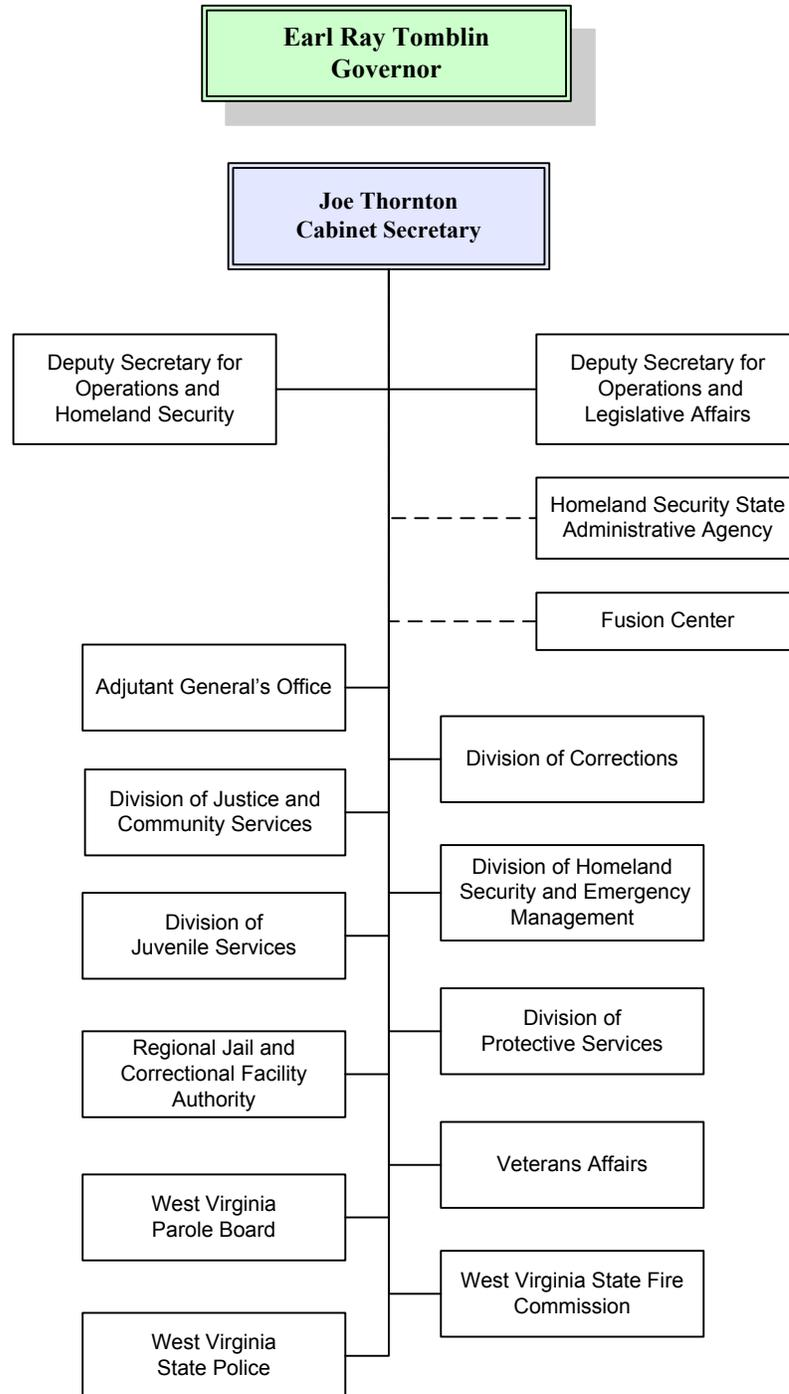 Earl Ray Tomblin
Governor
Joe Thornton
Cabinet Secretary
Deputy Secretary for
Operations and
Homeland Security
Deputy Secretary for
Operations and
Legislative Affairs
Homeland Security State
Administrative Agency
Fusion Center
Adjutant General's Office
Division of Corrections
Division of Justice and
Community Services
Division of Homeland
Security and Emergency
Management
Division of
Juvenile Services
Division of
Protective Services
Regional Jail and
Correctional Facility
Authority
Veterans Affairs
West Virginia
Parole Board
West Virginia State Fire
Commission
West Virginia
State Police